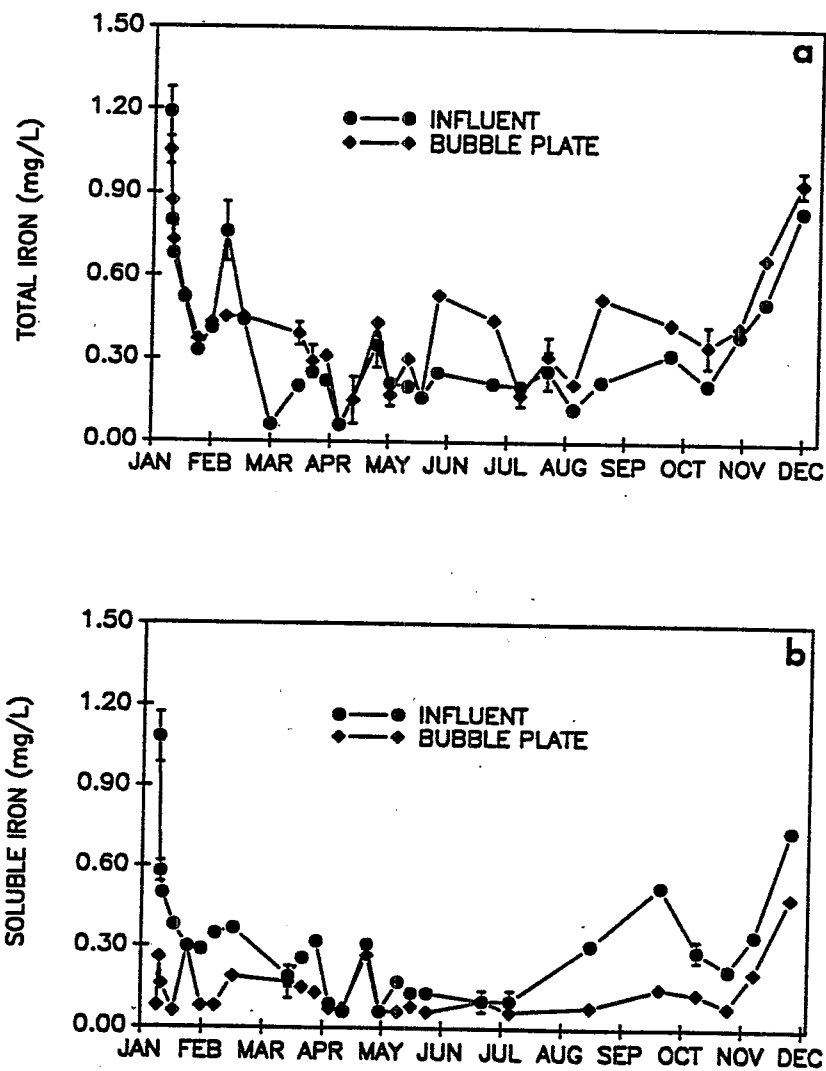 a
1.50
1.20
0.90
0.60
0.30
0.00
TOTAL IRON (mg/L)
INFLUENT
BUBBLE PLATE
JAN FEB MAR APR MAY JUN JUL AUG SEP OCT NOV DEC
b
1.50
1.20
0.90
0.60
0.30
0.00
SOLUBLE IRON (mg/L)
INFLUENT
BUBBLE PLATE
JAN FEB MAR APR MAY JUN JUL AUG SEP OCT NOV DEC